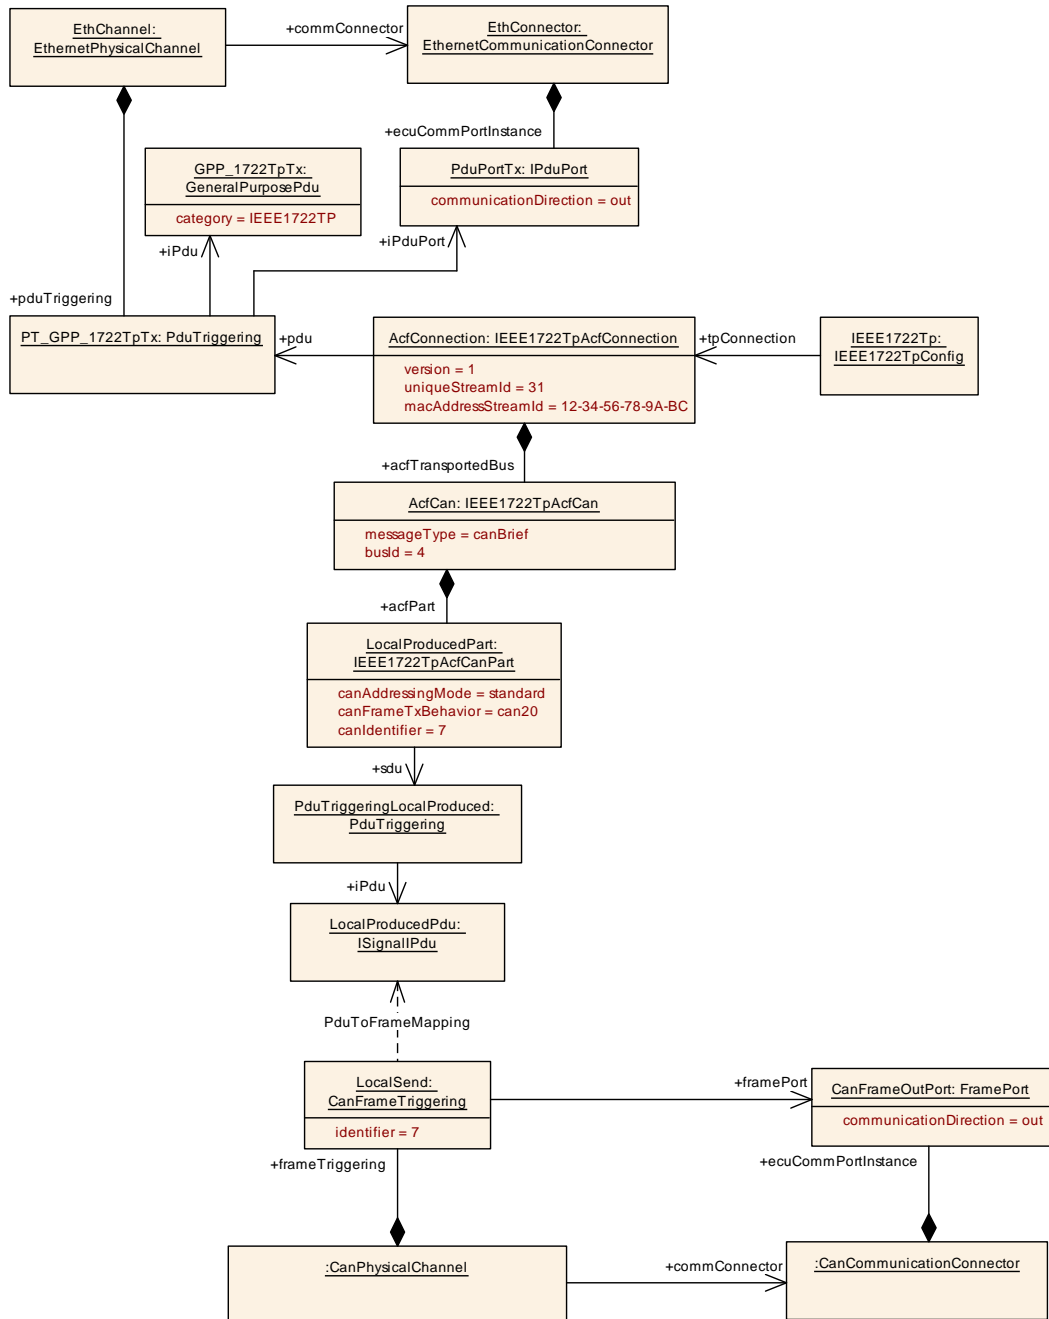 EthChannel:
EthernetPhysicalChannel
+commConnector
EthConnector:
EthernetCommunicationConnector
+ecuCommPortInstance
GPP_1722TpTx:
GeneralPurposePdu
category = IEEE1722TP
PduPortTx: IPduPort
communicationDirection = out
+iPdu
+iPduPort
+pduTriggering
PT_GPP_1722TpTx: PduTriggering
+pdu
AcfConnection: IEEE1722TpAcfConnection
version = 1
uniqueStreamId = 31
macAddressStreamId = 12-34-56-78-9A-BC
+tpConnection
IEEE1722Tp:
IEEE1722TpConfig
+acfTransportedBus
AcfCan: IEEE1722TpAcfCan
messageType = canBrief
busId = 4
+acfPart
LocalProducedPart:
IEEE1722TpAcfCanPart
canAddressingMode = standard
canFrameTxBehavior = can20
canIdentifier = 7
+sdu
PduTriggeringLocalProduced:
PduTriggering
+iPdu
LocalProducedPdu:
ISignalIPdu
PduToFrameMapping
LocalSend:
CanFrameTriggering
identifier = 7
+framePort
CanFrameOutPort: FramePort
communicationDirection = out
+frameTriggering
+ecuCommPortInstance
:CanPhysicalChannel
+commConnector
:CanCommunicationConnector